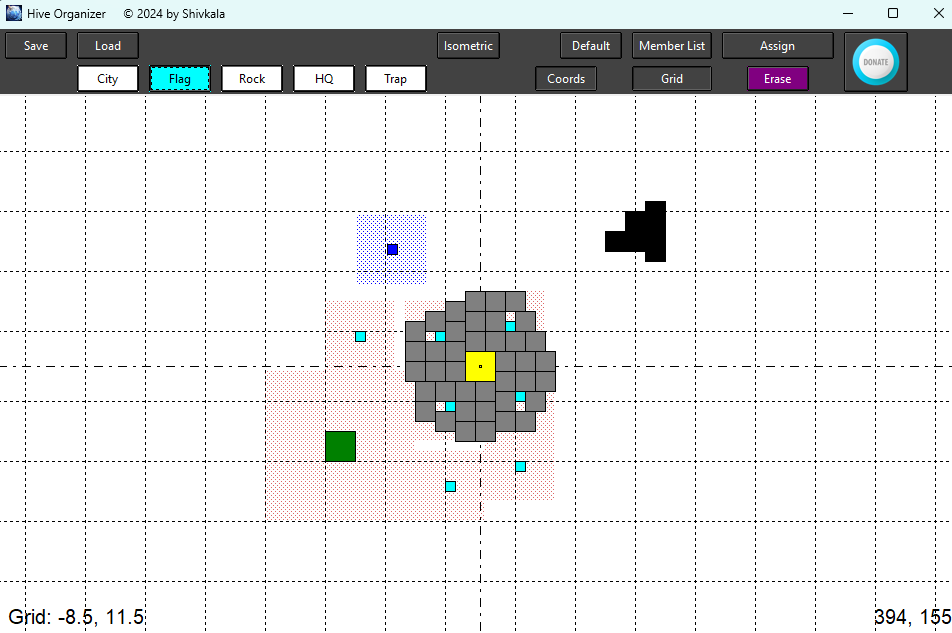 Hive Organizer © 2024 by Shivkala
Save Load Isometric Default Member List Assign
DONATE
City Flag Rock HQ Trap Coords Grid Erase
Grid: -8.5, 11.5 394, 155